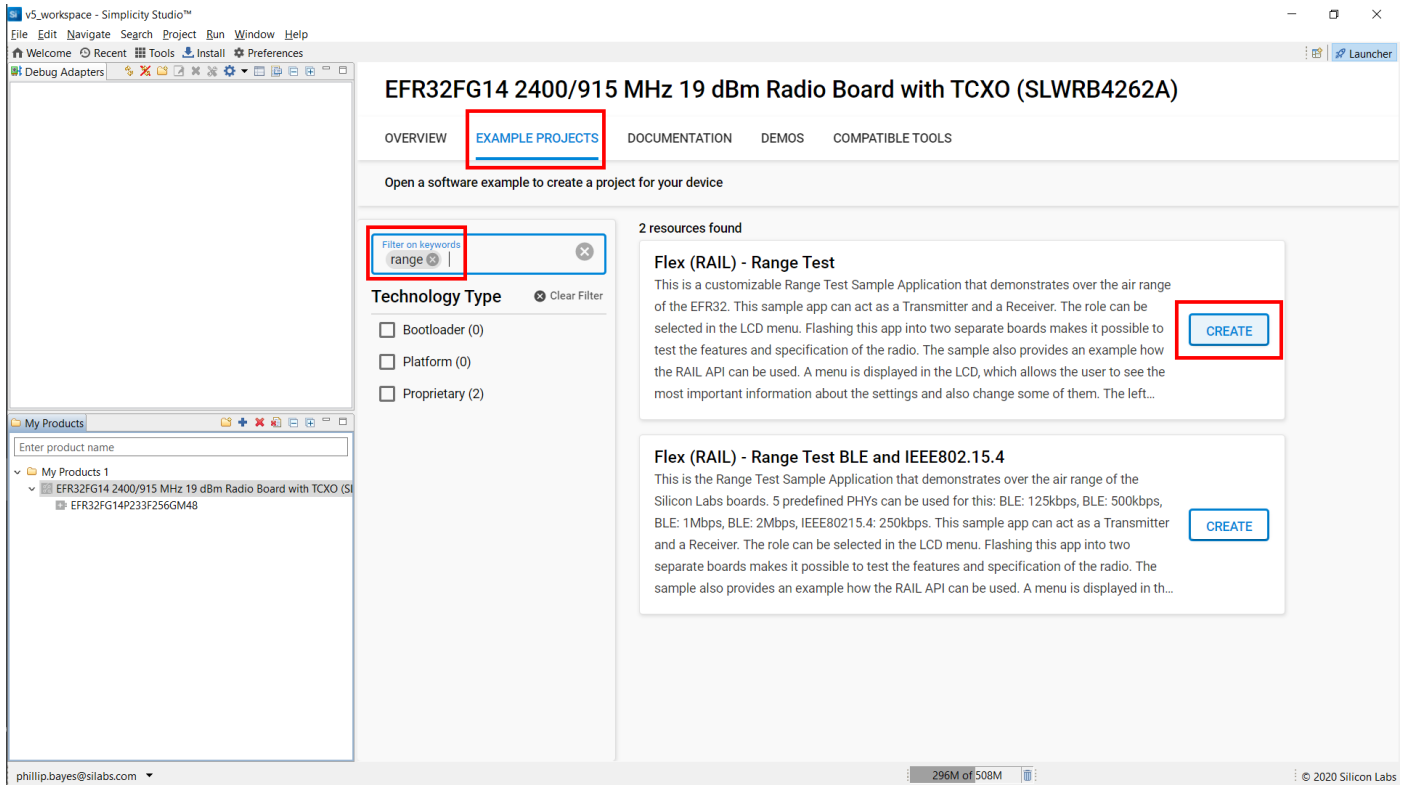 v5_workspace - Simplicity Studio™
File Edit Navigate Search Project Run Window Help
Welcome Recent Tools Install Preferences
Launcher
Debug Adapters
EFR32FG14 2400/915 MHz 19 dBm Radio Board with TCXO (SLWRB4262A)
OVERVIEW EXAMPLE PROJECTS DOCUMENTATION DEMOS COMPATIBLE TOOLS
Open a software example to create a project for your device
Filter on keywords
range
Technology Type Clear Filter
Bootloader (0)
Platform (0)
Proprietary (2)
2 resources found
Flex (RAIL) - Range Test
This is a customizable Range Test Sample Application that demonstrates over the air range
of the EFR32. This sample app can act as a Transmitter and a Receiver. The role can be
selected in the LCD menu. Flashing this app into two separate boards makes it possible to
test the features and specification of the radio. The sample also provides an example how
the RAIL API can be used. A menu is displayed in the LCD, which allows the user to see the
most important information about the settings and also change some of them. The left...
CREATE
Flex (RAIL) - Range Test BLE and IEEE802.15.4
This is the Range Test Sample Application that demonstrates over the air range of the
Silicon Labs boards. 5 predefined PHYs can be used for this: BLE: 125kbps, BLE: 500kbps,
BLE: 1Mbps, BLE: 2Mbps, IEEE80215.4: 250kbps. This sample app can act as a Transmitter
and a Receiver. The role can be selected in the LCD menu. Flashing this app into two
separate boards makes it possible to test the features and specification of the radio. The
sample also provides an example how the RAIL API can be used. A menu is displayed in th...
CREATE
My Products
Enter product name
My Products 1
EFR32FG14 2400/915 MHz 19 dBm Radio Board with TCXO (SI
EFR32FG14P233F256GM48
phillip.bayes@silabs.com
296M of 508M
© 2020 Silicon Labs